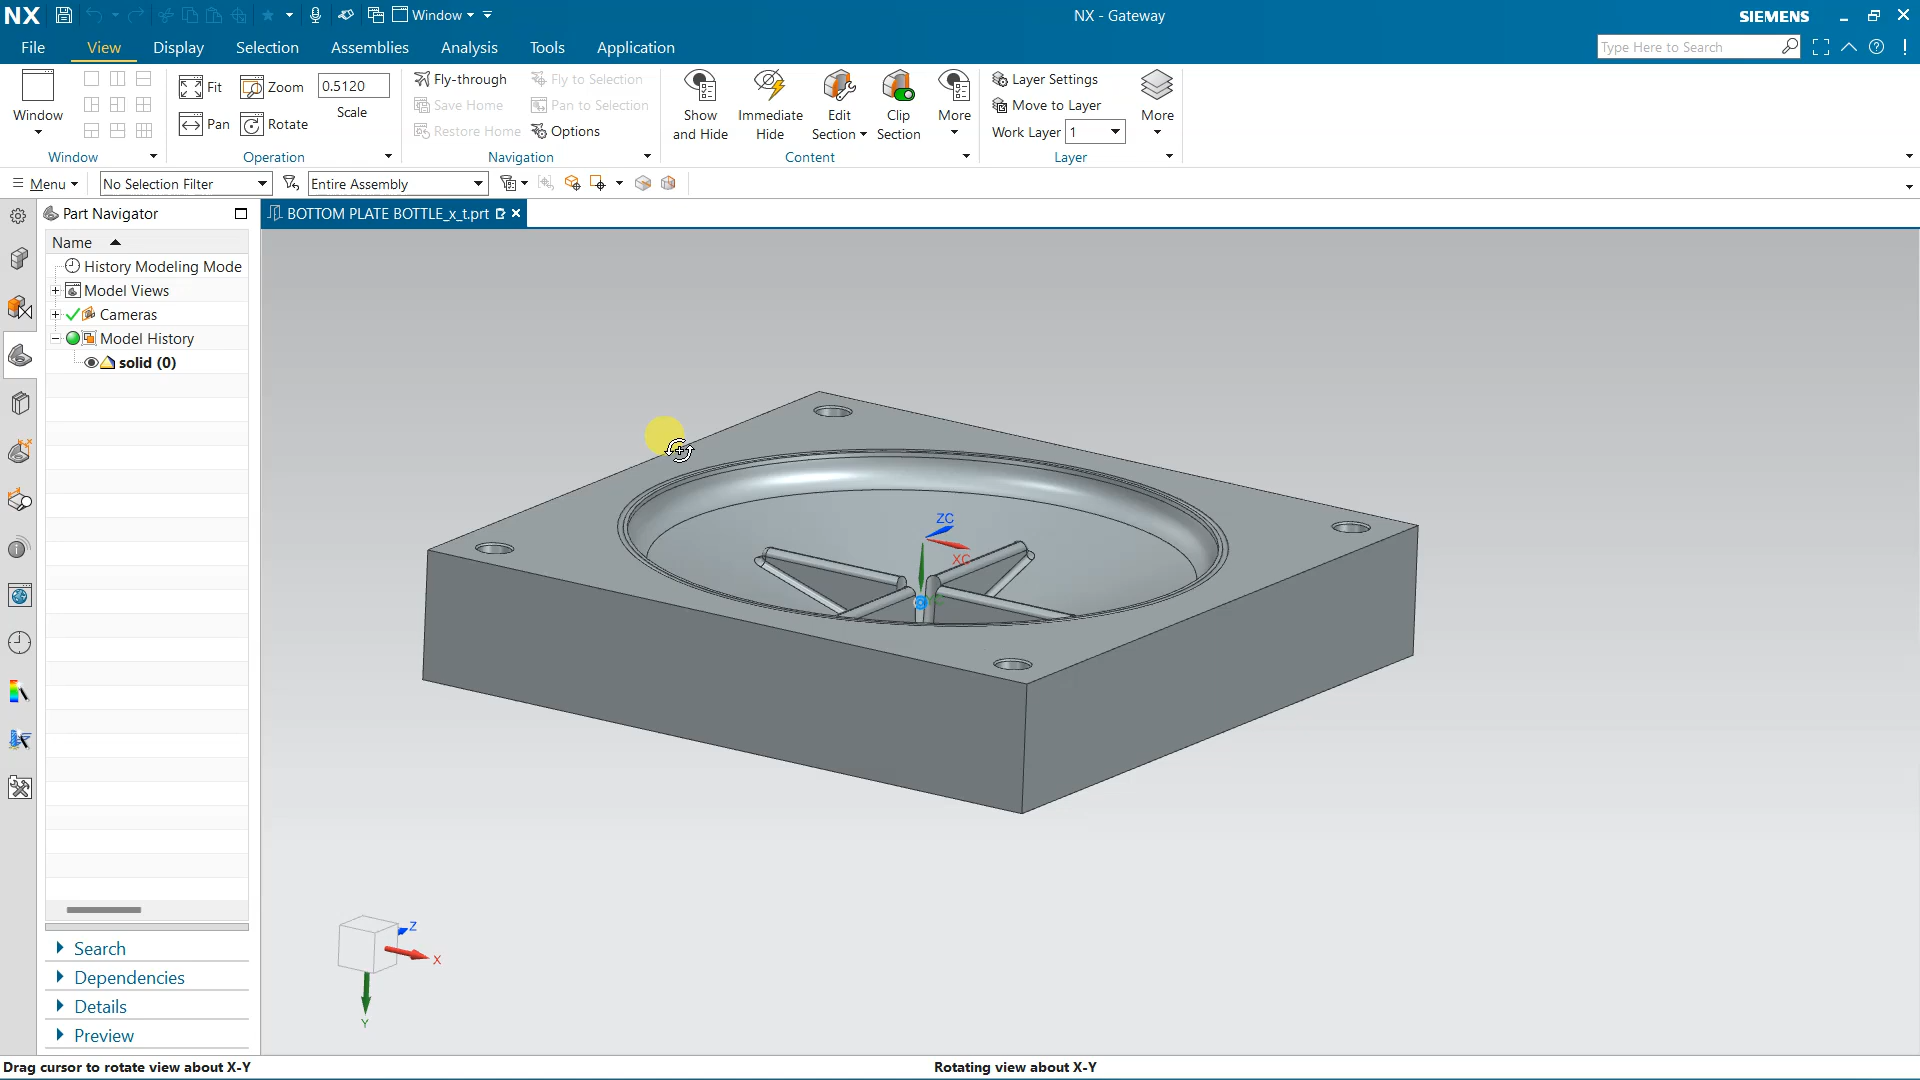 NX
Window
NX - Gateway
SIEMENS
File
View
Display
Selection
Assemblies
Analysis
Tools
Application
Type Here to Search
Window
Fit
Zoom
0.5120
Pan
Rotate
Scale
Fly-through
Fly to Selection
Save Home
Pan to Selection
Restore Home
Options
Show
and Hide
Immediate
Hide
Edit
Section
Clip
Section
More
Layer Settings
Move to Layer
Work Layer 1
More
Window
Operation
Navigation
Content
Layer
Menu
No Selection Filter
Entire Assembly
Part Navigator
BOTTOM PLATE BOTTLE_x_t.prt
Name
History Modeling Mode
Model Views
Cameras
Model History
solid (0)
ZC
XC
Z
X
Y
Search
Dependencies
Details
Preview
Drag cursor to rotate view about X-Y
Rotating view about X-Y